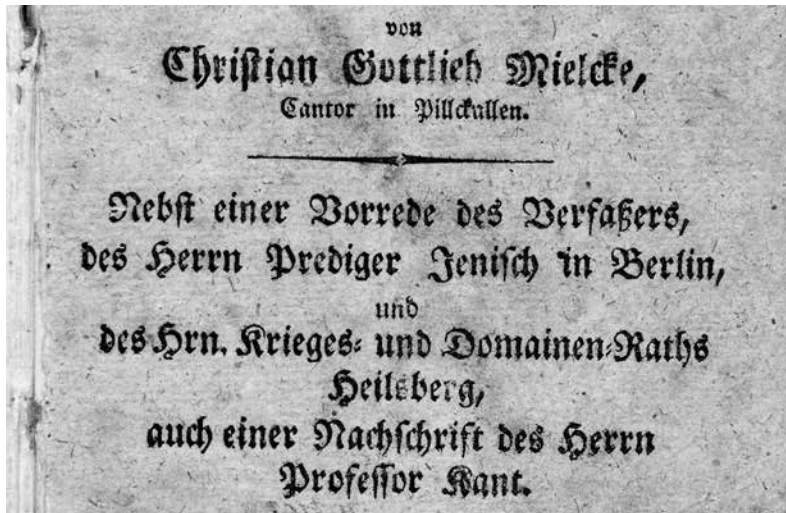 von
Christian Gottlieb Mielcke,
Cantor in Pillckallen.
Nebst einer Vorrede des Verfaßers,
des Herrn Prediger Jenisch in Berlin,
und
des Hrn. Krieges- und Domainen-Raths
Heilsberg,
auch einer Nachschrift des Herrn
Professor Kant.